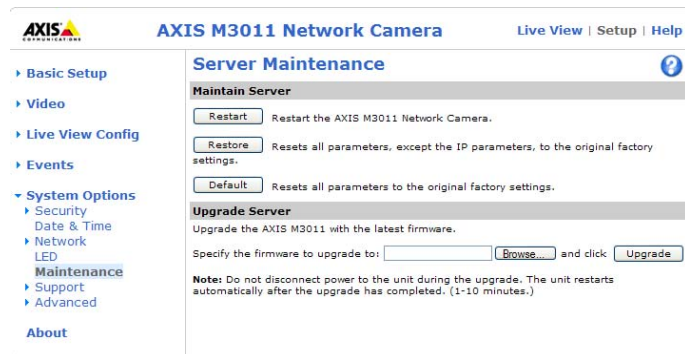 AXIS
COMMUNICATIONS
AXIS M3011 Network Camera
Live View | Setup | Help
Basic Setup
Video
Live View Config
Events
System Options
Security
Date & Time
Network
LED
Maintenance
Support
Advanced
About
Server Maintenance
?
Maintain Server
Restart Restart the AXIS M3011 Network Camera.
Restore Resets all parameters, except the IP parameters, to the original factory
settings.
Default Resets all parameters to the original factory settings.
Upgrade Server
Upgrade the AXIS M3011 with the latest firmware.
Specify the firmware to upgrade to: Browse... and click Upgrade
Note: Do not disconnect power to the unit during the upgrade. The unit restarts
automatically after the upgrade has completed. (1-10 minutes.)